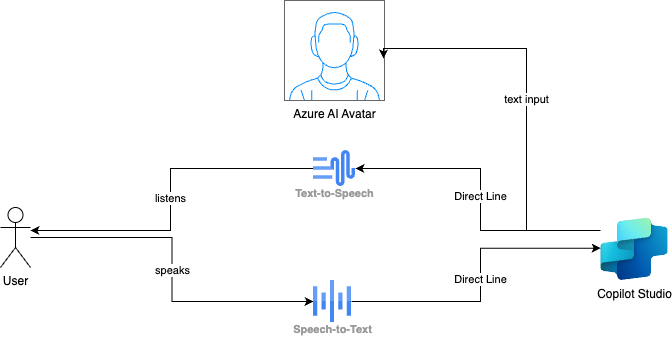 Azure AI Avatar
text input
Text-to-Speech
listens
Direct Line
User
speaks
Direct Line
Copilot Studio
Speech-to-Text